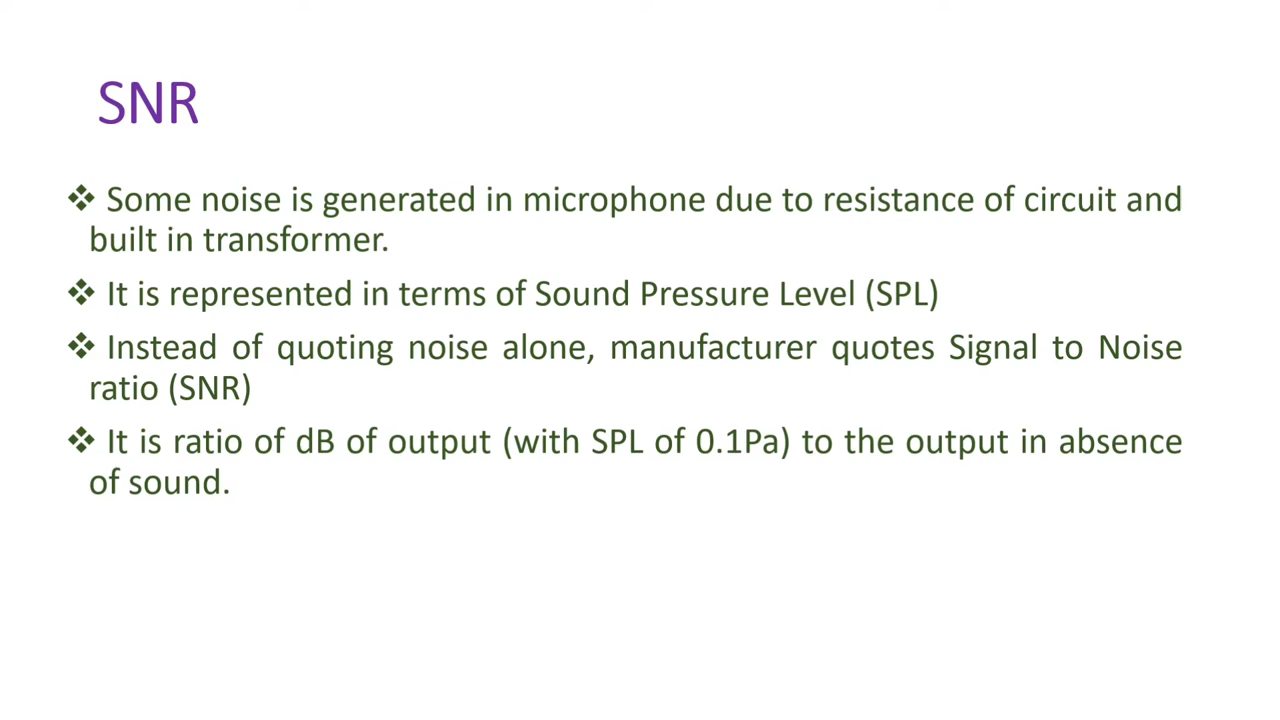 SNR
❖ Some noise is generated in microphone due to resistance of circuit and
built in transformer.
❖ It is represented in terms of Sound Pressure Level (SPL)
❖ Instead of quoting noise alone, manufacturer quotes Signal to Noise
ratio (SNR)
❖ It is ratio of dB of output (with SPL of 0.1Pa) to the output in absence
of sound.